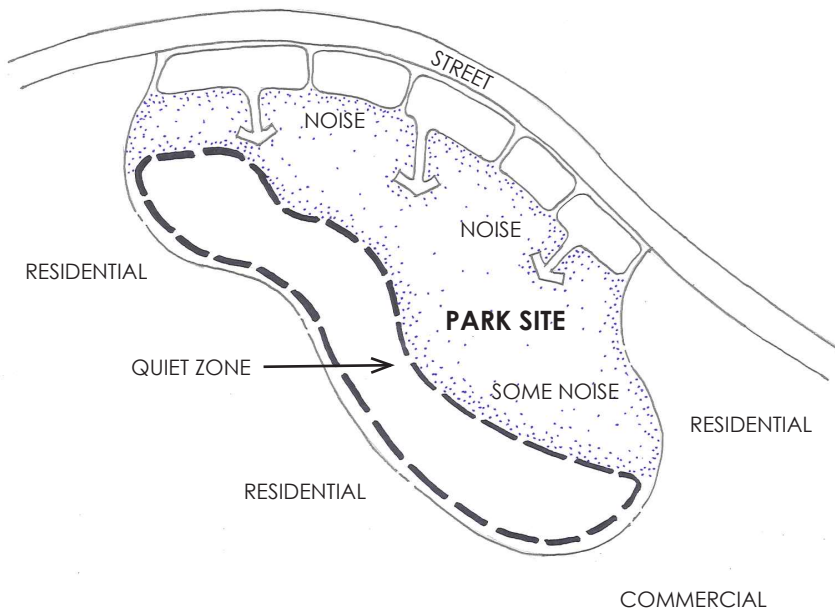 STREET
NOISE
NOISE
RESIDENTIAL
PARK SITE
QUIET ZONE
SOME NOISE
RESIDENTIAL
RESIDENTIAL
COMMERCIAL